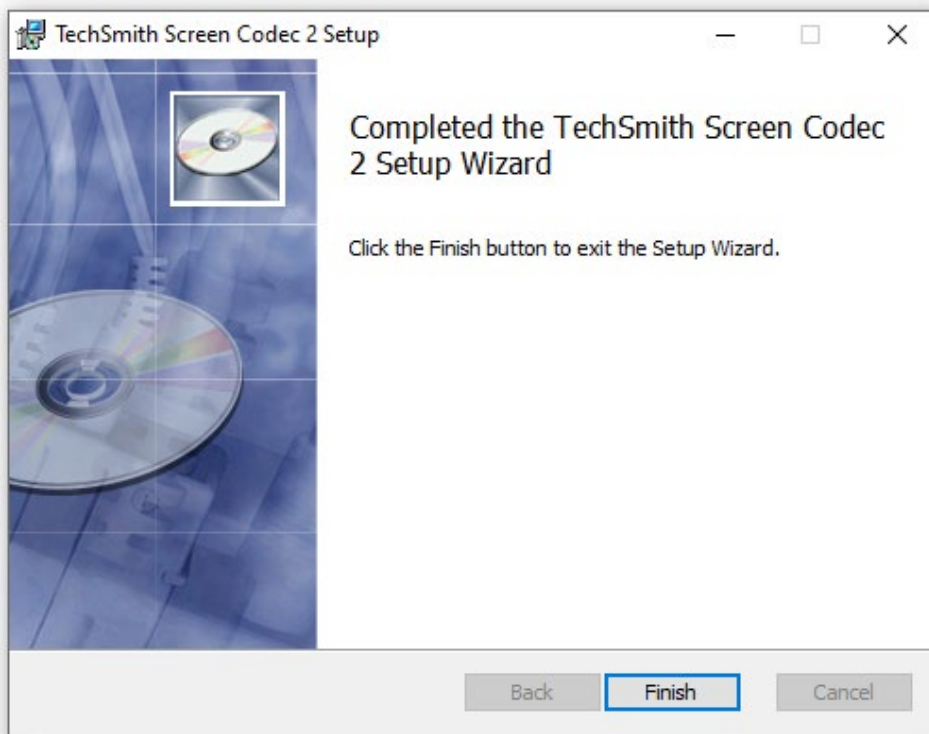 TechSmith Screen Codec 2 Setup
Completed the TechSmith Screen Codec
2 Setup Wizard
Click the Finish button to exit the Setup Wizard.
Back
Finish
Cancel